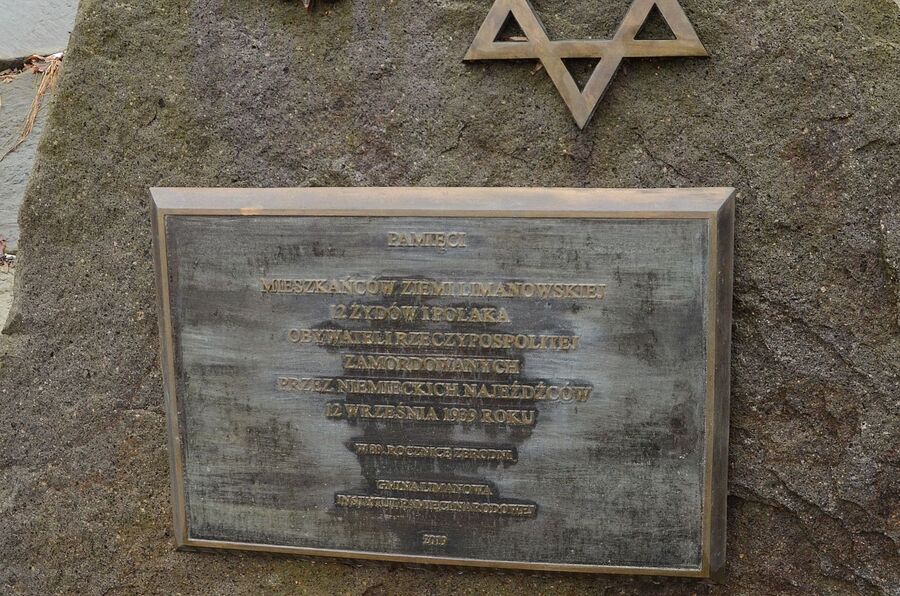 PAMIĘCI
MIESZKAŃCÓW ZIEMI LIMANOWSKIEJ
12 ŻYDÓW I POLAKA
OBYWATELI RZECZYPOSPOLITEJ
ZAMORDOWANYCH
PRZEZ NIEMIECKICH NAJEŹDŹCÓW
12 WRZEŚNIA 1939 ROKU
W 80. ROCZNICĘ ZBRODNI
GMINA LIMANOWA
INSTYTUT PAMIĘCI NARODOWEJ
2019